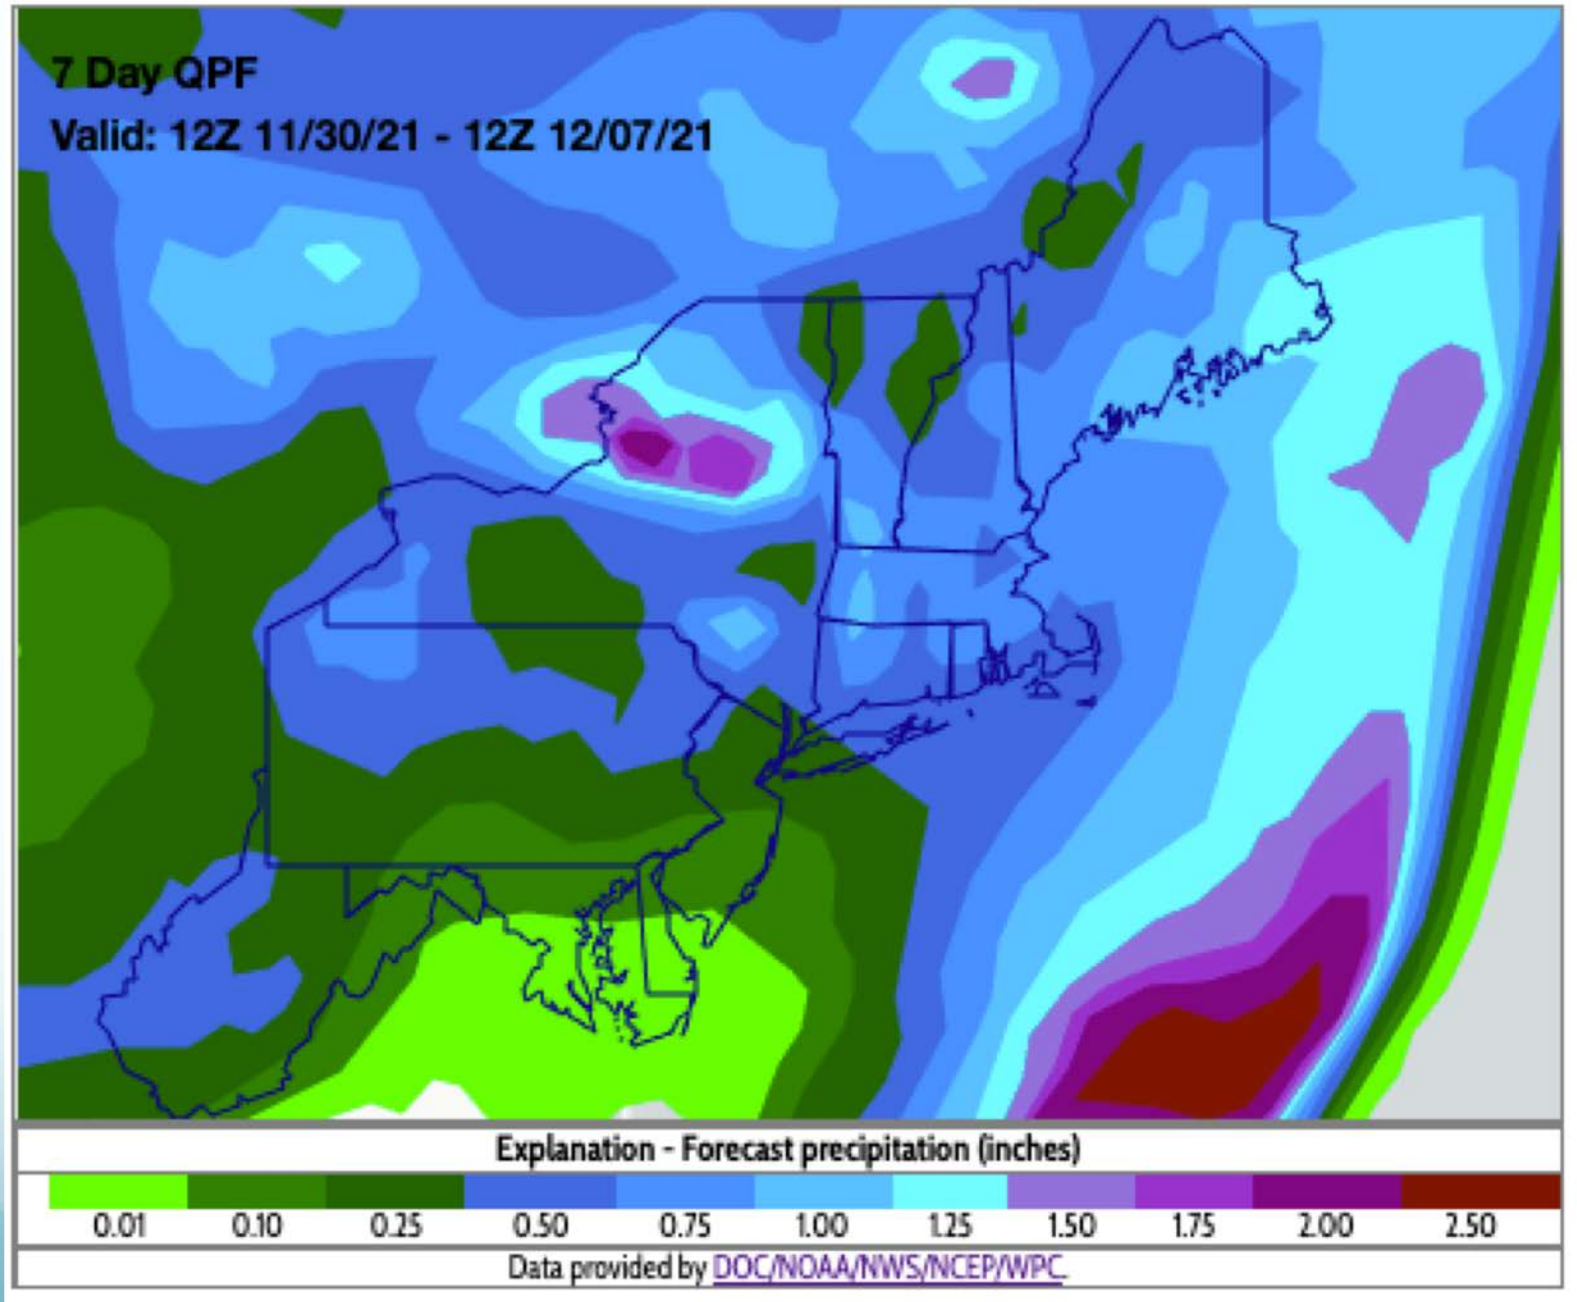 7 Day QPF
Valid: 12Z 11/30/21 - 12Z 12/07/21
Explanation - Forecast precipitation (inches)
0.01 0.10 0.25 0.50 0.75 1.00 1.25 1.50 1.75 2.00 2.50
Data provided by DOC/NOAA/NWS/NCEP/WPC.